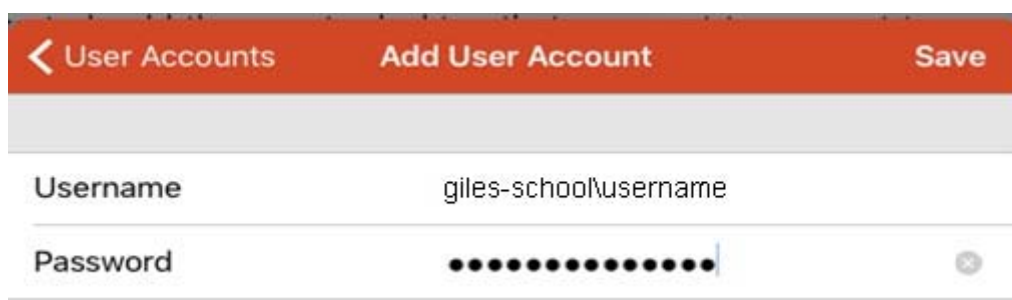 User Accounts Add User Account Save
Username giles-school\username
Password ••••••••••••••